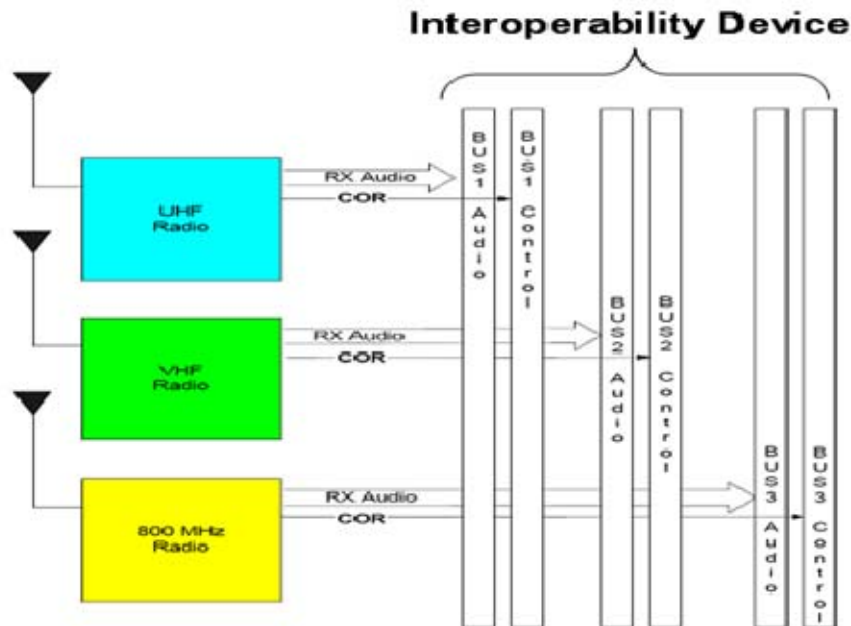 Interoperability Device
UHF
Radio
RX Audio
COR
BUS1 Audio
BUS1 Control
VHF
Radio
RX Audio
COR
BUS2 Audio
BUS2 Control
800 MHz
Radio
RX Audio
COR
BUS3 Audio
BUS3 Control